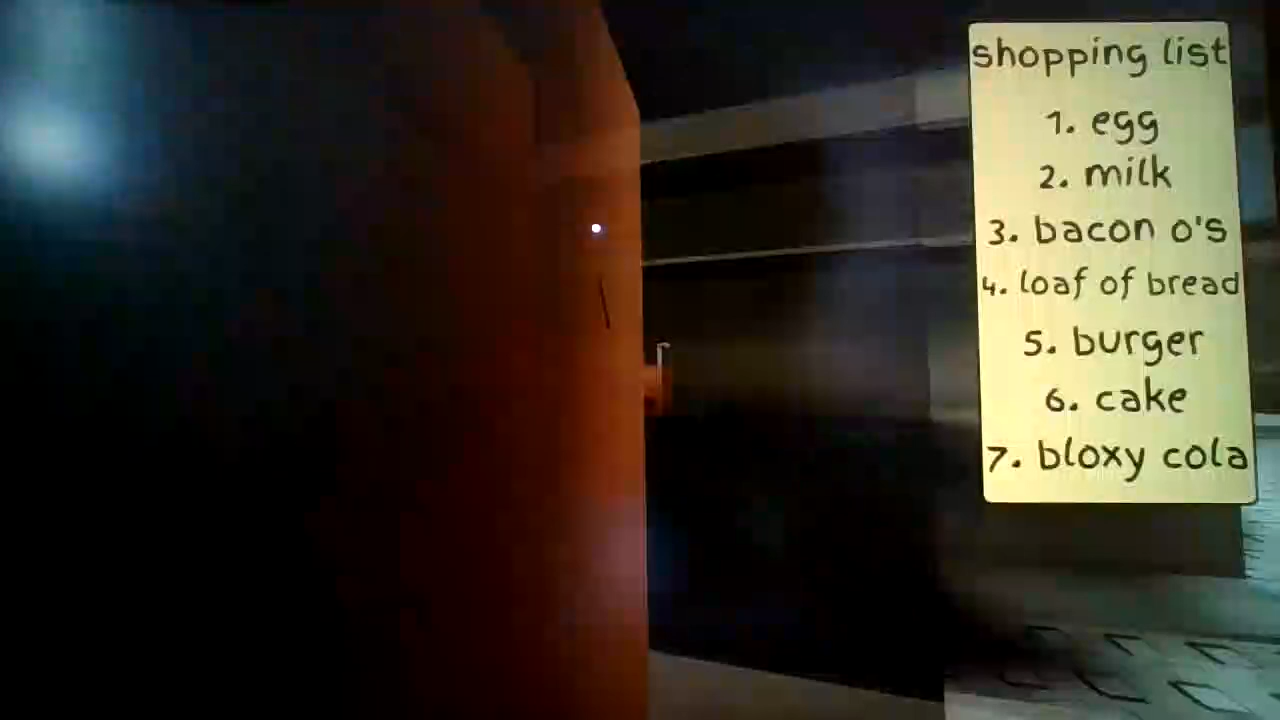 shopping list
1. egg
2. milk
3. bacon o's
4. loaf of bread
5. burger
6. cake
7. bloxy cola